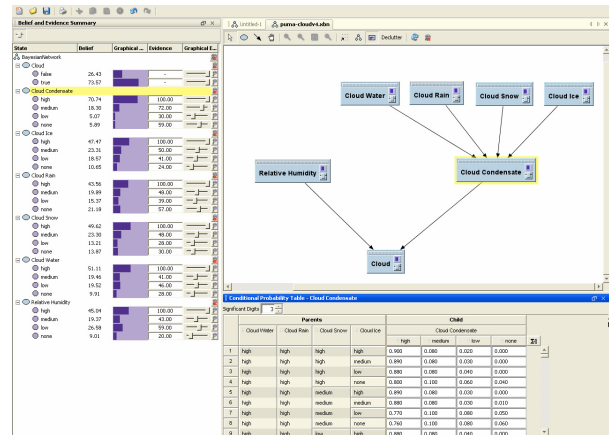 Belief and Evidence Summary
State Belief Graphical ... Evidence Graphical E...
BayesianNetwork
Cloud
false 26.43 -
true 73.57 -
Cloud Condensate
high 70.74 100.00
medium 18.30 72.00
low 5.07 30.00
none 5.89 59.00
Cloud Ice
high 47.47 100.00
medium 23.31 50.00
low 18.57 41.00
none 10.65 24.00
Cloud Rain
high 43.56 100.00
medium 19.89 48.00
low 15.37 39.00
none 21.18 57.00
Cloud Snow
high 49.62 100.00
medium 23.30 48.00
low 13.21 28.00
none 13.87 30.00
Cloud Water
high 51.11 100.00
medium 19.46 41.00
low 19.52 46.00
none 9.91 28.00
Relative Humidity
high 45.04 100.00
medium 19.37 43.00
low 26.58 59.00
none 9.01 20.00
Untitled-1 puma-cloudv4.xbn
Declutter
Cloud Water
Cloud Rain
Cloud Snow
Cloud Ice
Relative Humidity
Cloud Condensate
Cloud
Conditional Probability Table - Cloud Condensate
Significant Digits 3
Parents Child
Cloud Water Cloud Rain Cloud Snow Cloud Ice Cloud Condensate
high medium low none
1 high high high high 0.900 0.080 0.020 0.000
2 high high high medium 0.890 0.080 0.030 0.000
3 high high high low 0.880 0.080 0.040 0.000
4 high high high none 0.800 0.100 0.060 0.040
5 high high medium high 0.890 0.080 0.030 0.000
6 high high medium medium 0.880 0.080 0.030 0.010
7 high high medium low 0.770 0.100 0.080 0.050
8 high high medium none 0.760 0.100 0.080 0.060
9 high high low high 0.880 0.080 0.040 0.000